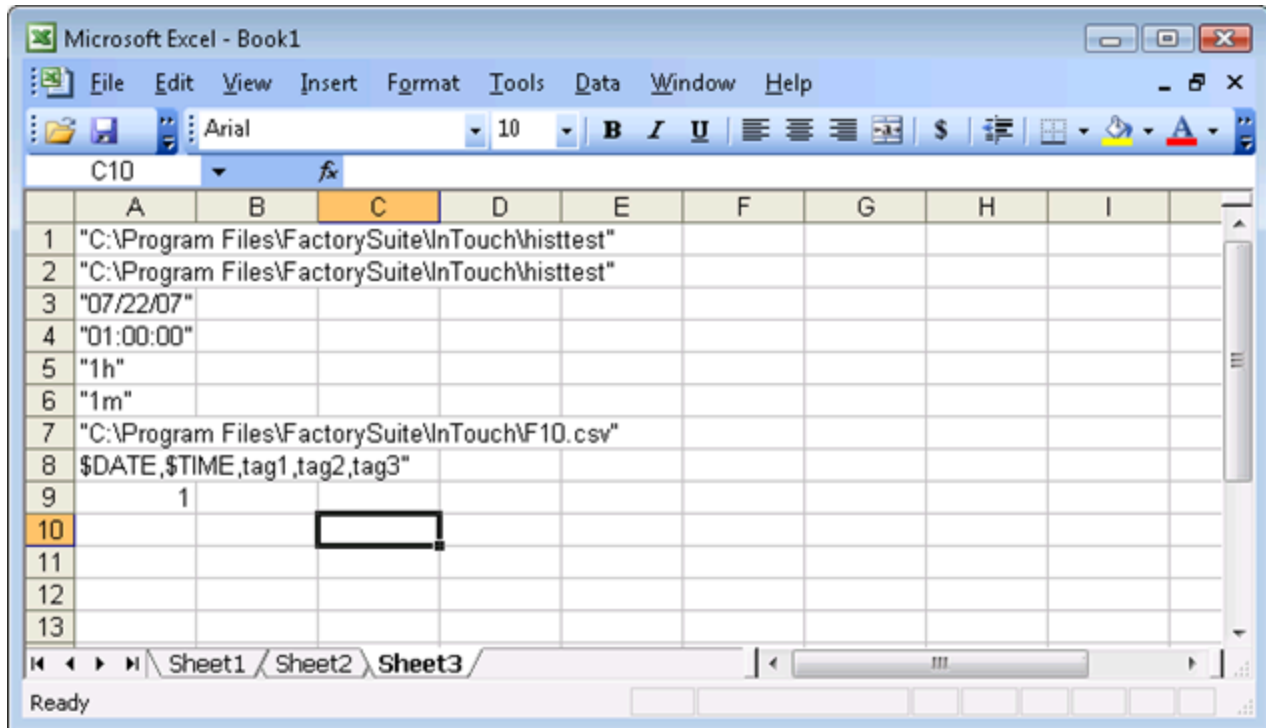 Microsoft Excel - Book1
File Edit View Insert Format Tools Data Window Help
Arial 10 B I U $ A
C10 fx
A B C D E F G H I
1 "C:\Program Files\FactorySuite\InTouch\histtest"
2 "C:\Program Files\FactorySuite\InTouch\histtest"
3 "07/22/07"
4 "01:00:00"
5 "1h"
6 "1m"
7 "C:\Program Files\FactorySuite\InTouch\F10.csv"
8 $DATE,$TIME,tag1,tag2,tag3"
9 1
10
11
12
13
Sheet1 Sheet2 Sheet3
Ready